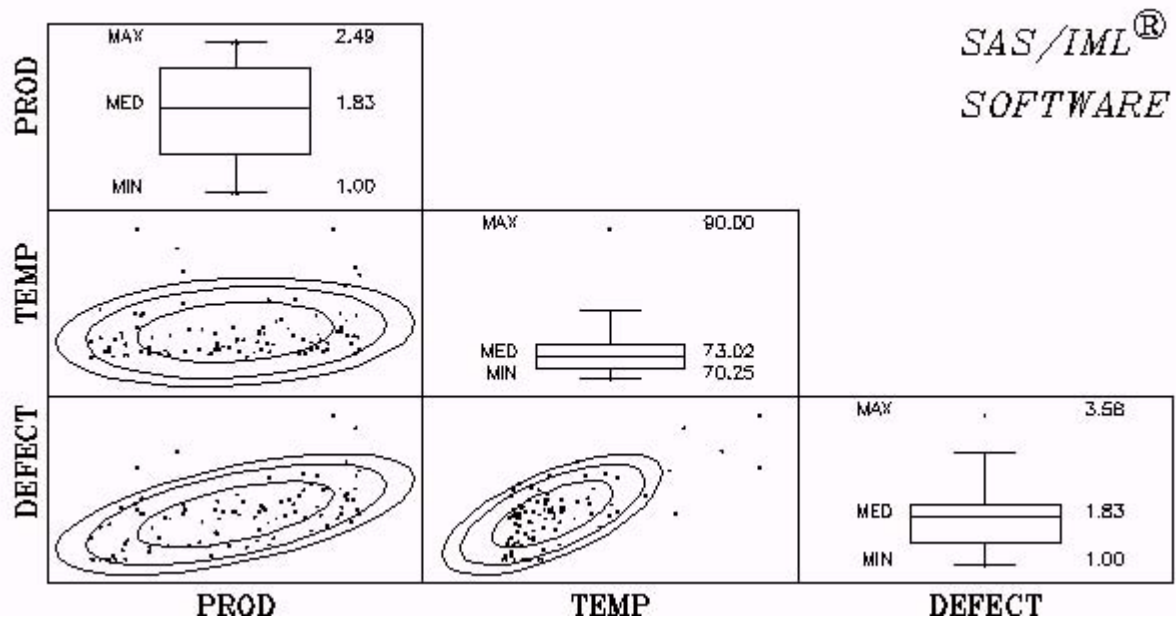 SAS/IML®
SOFTWARE
PROD
MAX 2.49
MED 1.83
MIN 1.00
TEMP
MAX 90.00
MED 73.02
MIN 70.25
DEFECT
MAX 3.56
MED 1.83
MIN 1.00
PROD TEMP DEFECT